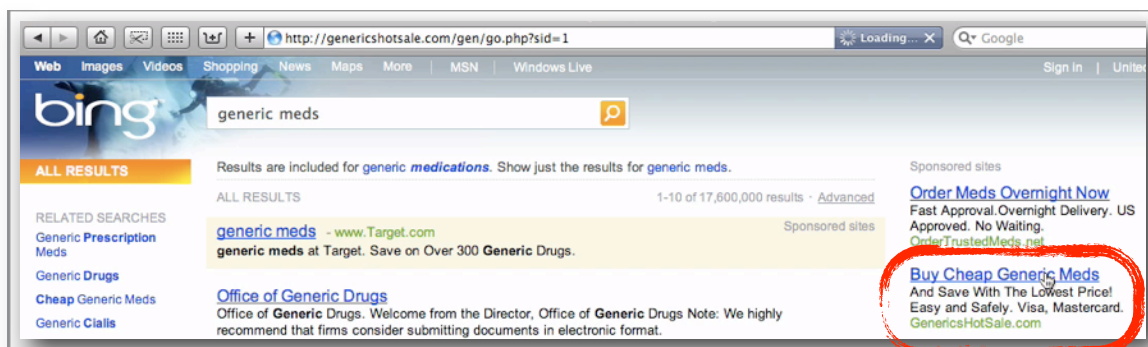 http://genericshotsale.com/gen/go.php?sid=1
Loading...
Google
Web Images Videos Shopping News Maps More MSN Windows Live
Sign in | United
bing
generic meds
ALL RESULTS
Results are included for generic medications. Show just the results for generic meds.
ALL RESULTS
1-10 of 17,600,000 results · Advanced
RELATED SEARCHES
Generic Prescription
Meds
Generic Drugs
Cheap Generic Meds
Generic Cialis
generic meds - www.Target.com
Sponsored sites
generic meds at Target. Save on Over 300 Generic Drugs.
Office of Generic Drugs
Office of Generic Drugs. Welcome from the Director, Office of Generic Drugs Note: We highly
recommend that firms consider submitting documents in electronic format.
Sponsored sites
Order Meds Overnight Now
Fast Approval.Overnight Delivery. US
Approved. No Waiting.
OrderTrustedMeds.net
Buy Cheap Generic Meds
And Save With The Lowest Price!
Easy and Safely. Visa, Mastercard.
GenericsHotSale.com